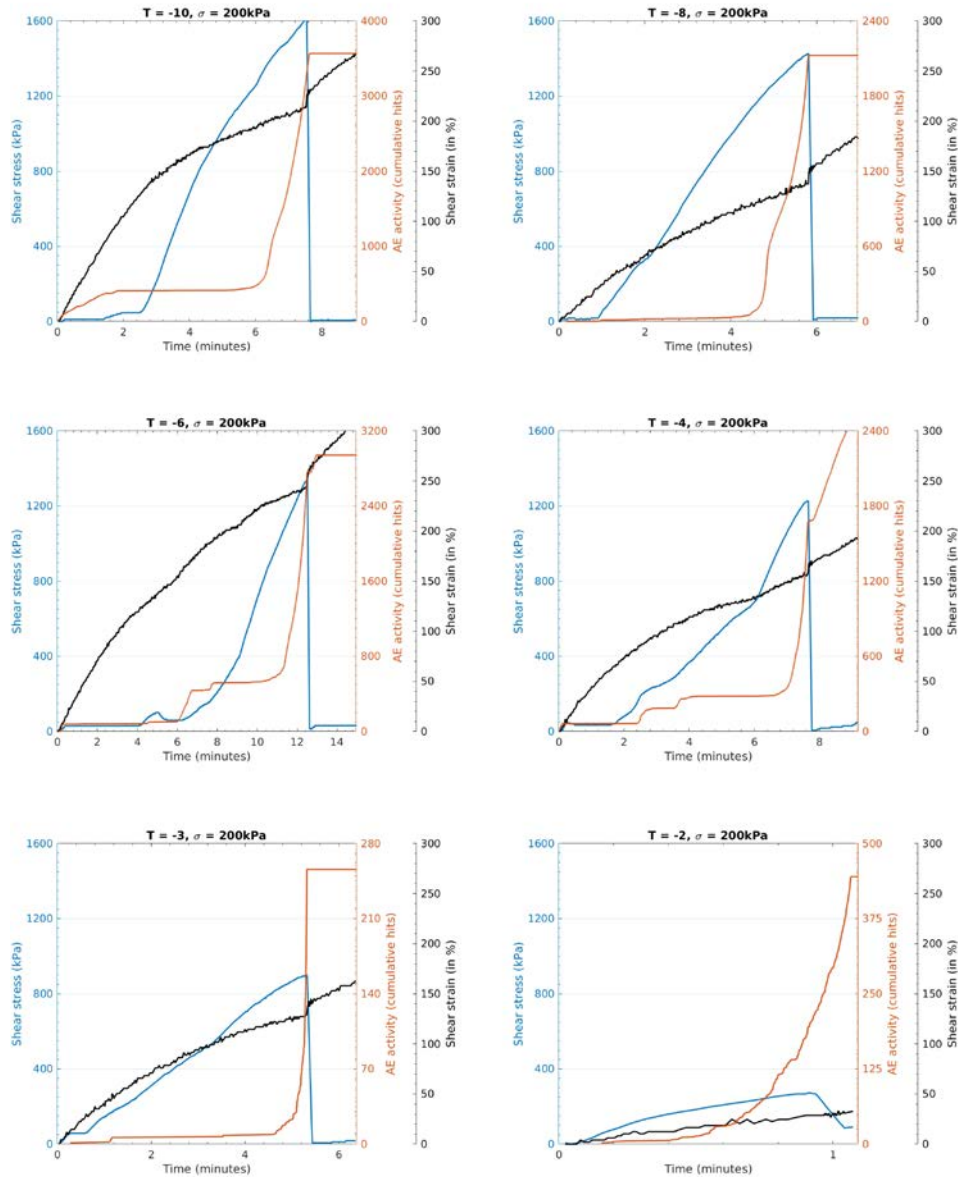 T = -10, σ = 200kPa
Shear stress (kPa)
1600
1200
800
400
0
0 2 4 6 8
Time (minutes)
4000
3000
2000
1000
0
AE activity (cumulative hits)
300
250
200
150
100
50
0
Shear strain (in %)
T = -8, σ = 200kPa
Shear stress (kPa)
1600
1200
800
400
0
0 2 4 6
Time (minutes)
2400
1800
1200
600
0
AE activity (cumulative hits)
300
250
200
150
100
50
0
Shear strain (in %)
T = -6, σ = 200kPa
Shear stress (kPa)
1600
1200
800
400
0
0 2 4 6 8 10 12 14
Time (minutes)
3200
2400
1600
800
0
AE activity (cumulative hits)
300
250
200
150
100
50
0
Shear strain (in %)
T = -4, σ = 200kPa
Shear stress (kPa)
1600
1200
800
400
0
0 2 4 6 8
Time (minutes)
2400
1800
1200
600
0
AE activity (cumulative hits)
300
250
200
150
100
50
0
Shear strain (in %)
T = -3, σ = 200kPa
Shear stress (kPa)
1600
1200
800
400
0
0 2 4 6
Time (minutes)
280
210
140
70
0
AE activity (cumulative hits)
300
250
200
150
100
50
0
Shear strain (in %)
T = -2, σ = 200kPa
Shear stress (kPa)
1600
1200
800
400
0
0 1
Time (minutes)
500
375
250
125
0
AE activity (cumulative hits)
300
250
200
150
100
50
0
Shear strain (in %)